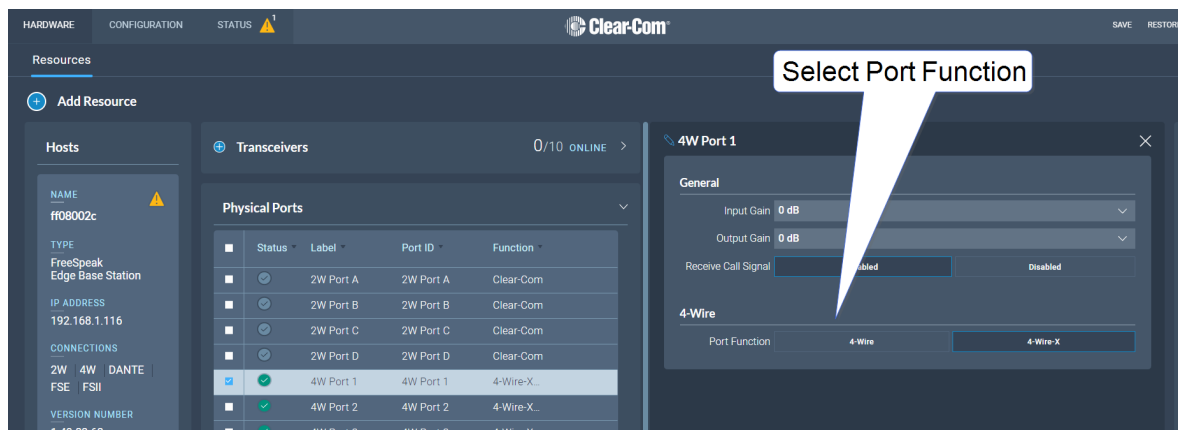 HARDWARE CONFIGURATION STATUS 1 Clear-Com SAVE RESTORE
Resources
Select Port Function
Add Resource
Hosts
NAME
ff08002c
TYPE
FreeSpeak
Edge Base Station
IP ADDRESS
192.168.1.116
CONNECTIONS
2W 4W DANTE
FSE FSII
VERSION NUMBER
Transceivers 0/10 ONLINE
Physical Ports
Status Label Port ID Function
2W Port A 2W Port A Clear-Com
2W Port B 2W Port B Clear-Com
2W Port C 2W Port C Clear-Com
2W Port D 2W Port D Clear-Com
4W Port 1 4W Port 1 4-Wire-X...
4W Port 2 4W Port 2 4-Wire-X...
4W Port 1
General
Input Gain 0 dB
Output Gain 0 dB
Receive Call Signal abled Disabled
4-Wire
Port Function 4-Wire 4-Wire-X